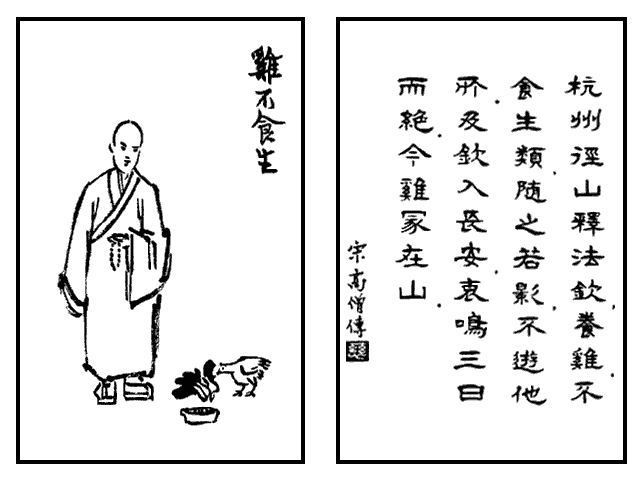 雞不食生
杭州徑山釋法欽．養雞．不
食生類．随之若影．不遊他
所．及欽入長安．哀鳴三日
而絕．今雞冢在山．
宋高僧傳